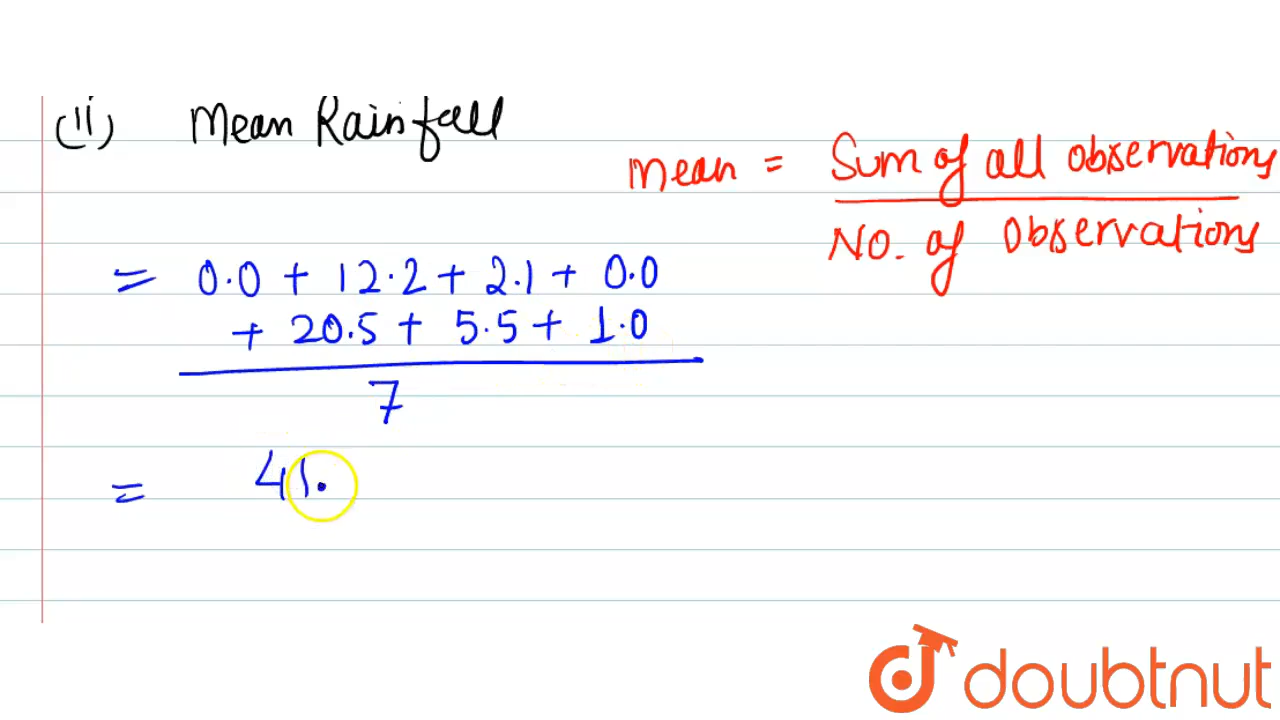 (ii) Mean Rainfall
mean = Sum of all observations
No. of Observations
= 0.0 + 12.2 + 2.1 + 0.0
+ 20.5 + 5.5 + 1.0
7
= 41.
doubtnut